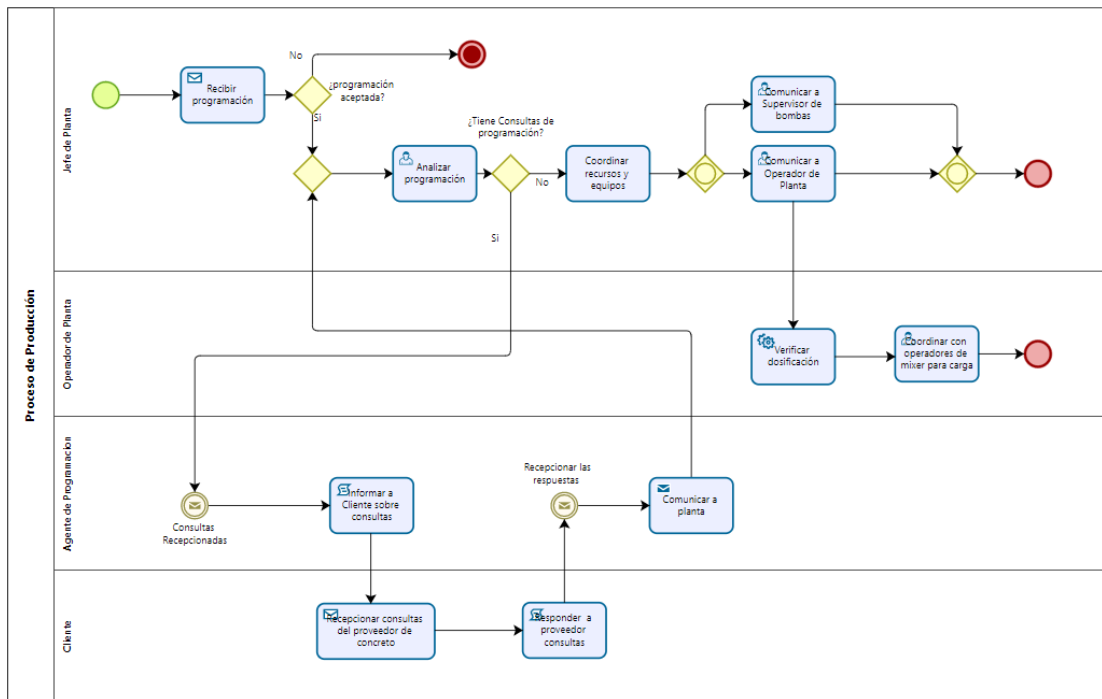 Proceso de Producción
Jefe de Planta
Recibir
programación
No
¿programación
aceptada?
Si
Analizar
programación
¿Tiene Consultas de
programación?
No
Si
Coordinar
recursos y
equipos
Comunicar a
Supervisor de
bombas
Comunicar a
Operador de
Planta
Operador de Planta
Verificar
dosificación
Coordinar con
operadores de
mixer para carga
Agente de Programacion
Consultas
Recepcionadas
Informar a
Cliente sobre
consultas
Recepcionar las
respuestas
Comunicar a
planta
Cliente
Recepcionar consultas
del proveedor de
concreto
Responder a
proveedor
consultas